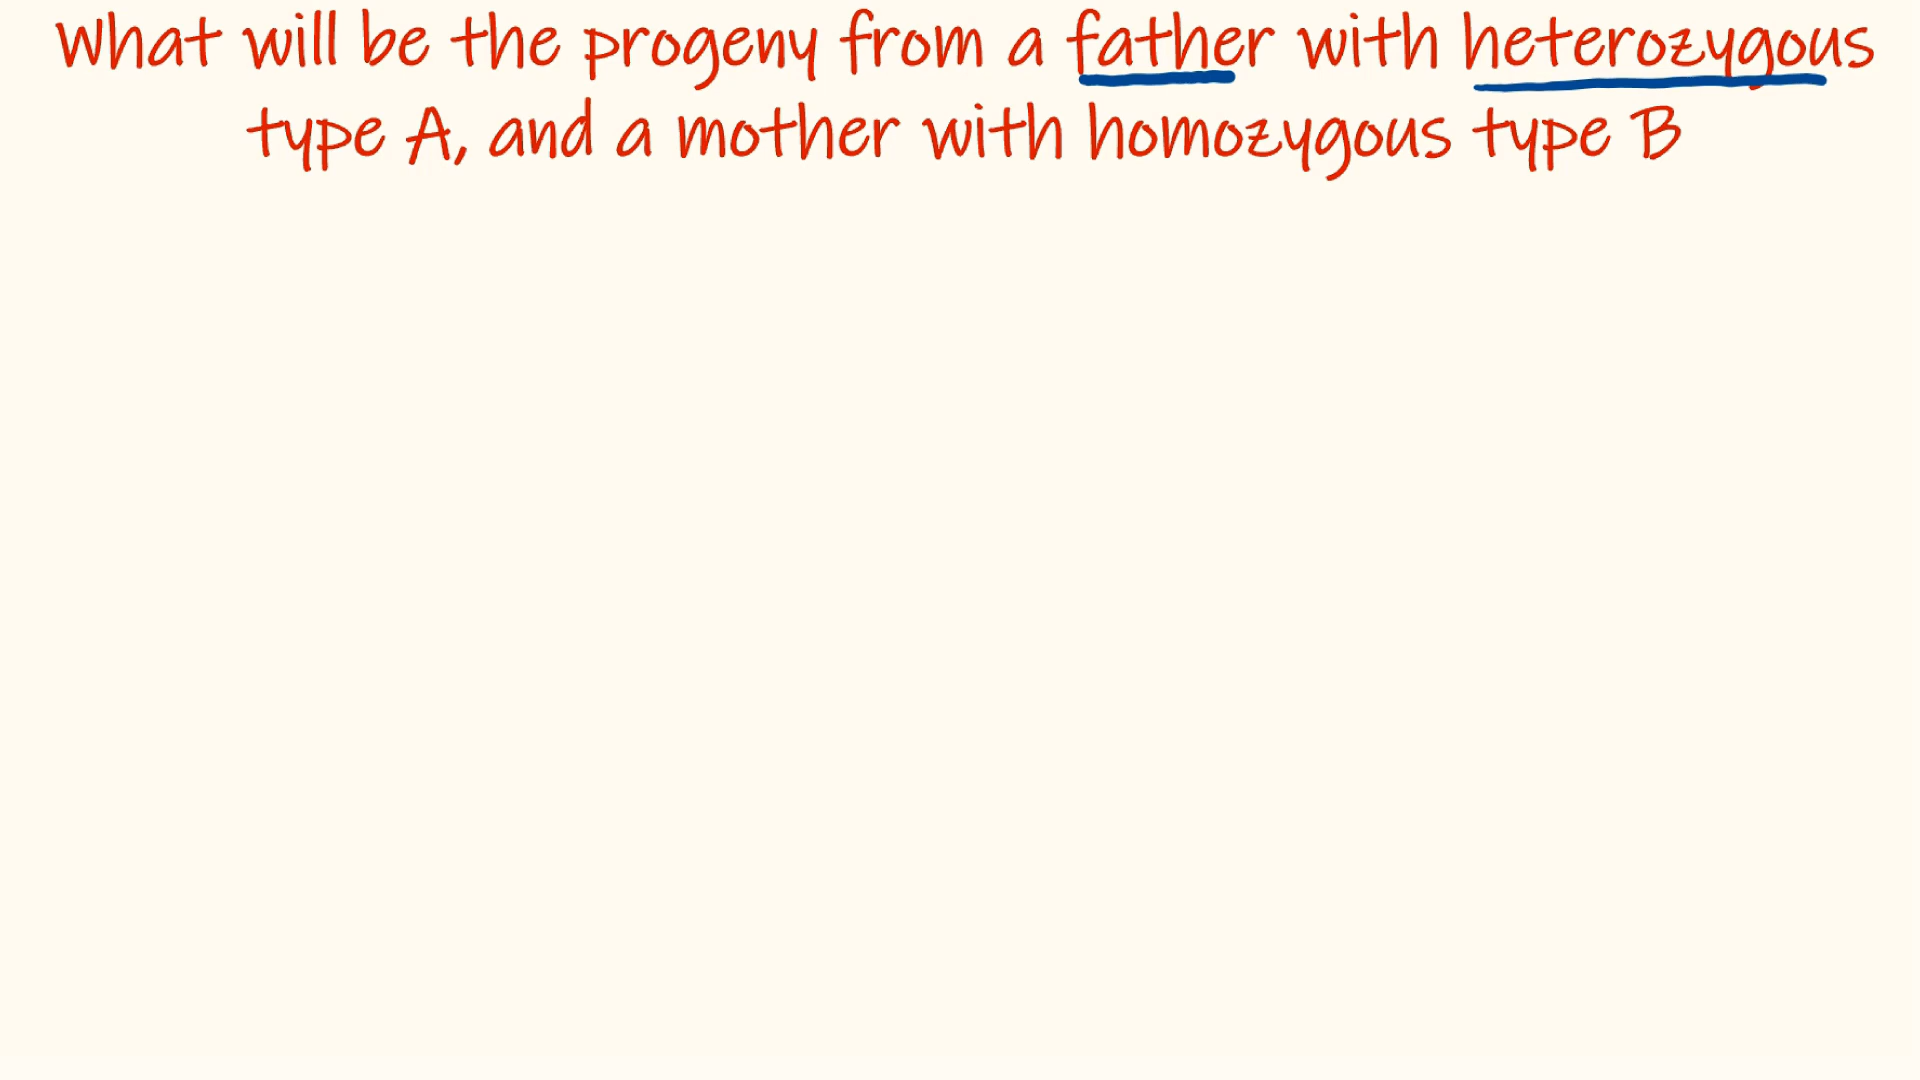 What will be the progeny from a father with heterozygous
type A, and a mother with homozygous type B